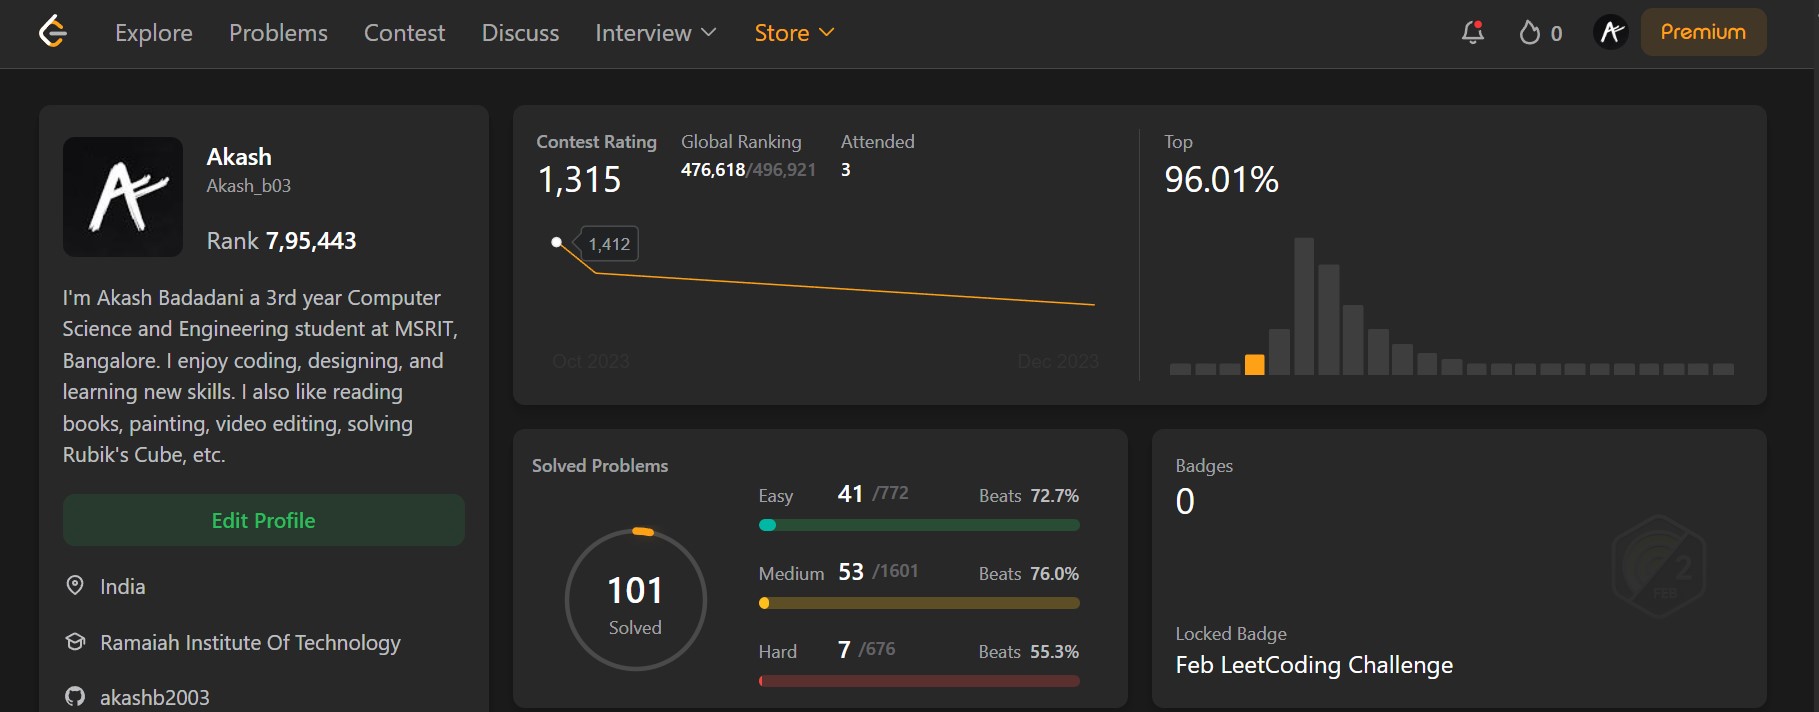 Explore Problems Contest Discuss Interview Store 0 Premium
Akash
Akash_b03
Rank 7,95,443
I'm Akash Badadani a 3rd year Computer
Science and Engineering student at MSRIT,
Bangalore. I enjoy coding, designing, and
learning new skills. I also like reading
books, painting, video editing, solving
Rubik's Cube, etc.
Edit Profile
India
Ramaiah Institute Of Technology
akashb2003
Contest Rating Global Ranking Attended
1,315 476,618/496,921 3
1,412
Oct 2023 Dec 2023
Top
96.01%
Solved Problems
101
Solved
Easy 41 /772 Beats 72.7%
Medium 53 /1601 Beats 76.0%
Hard 7 /676 Beats 55.3%
Badges
0
2
FEB
Locked Badge
Feb LeetCoding Challenge